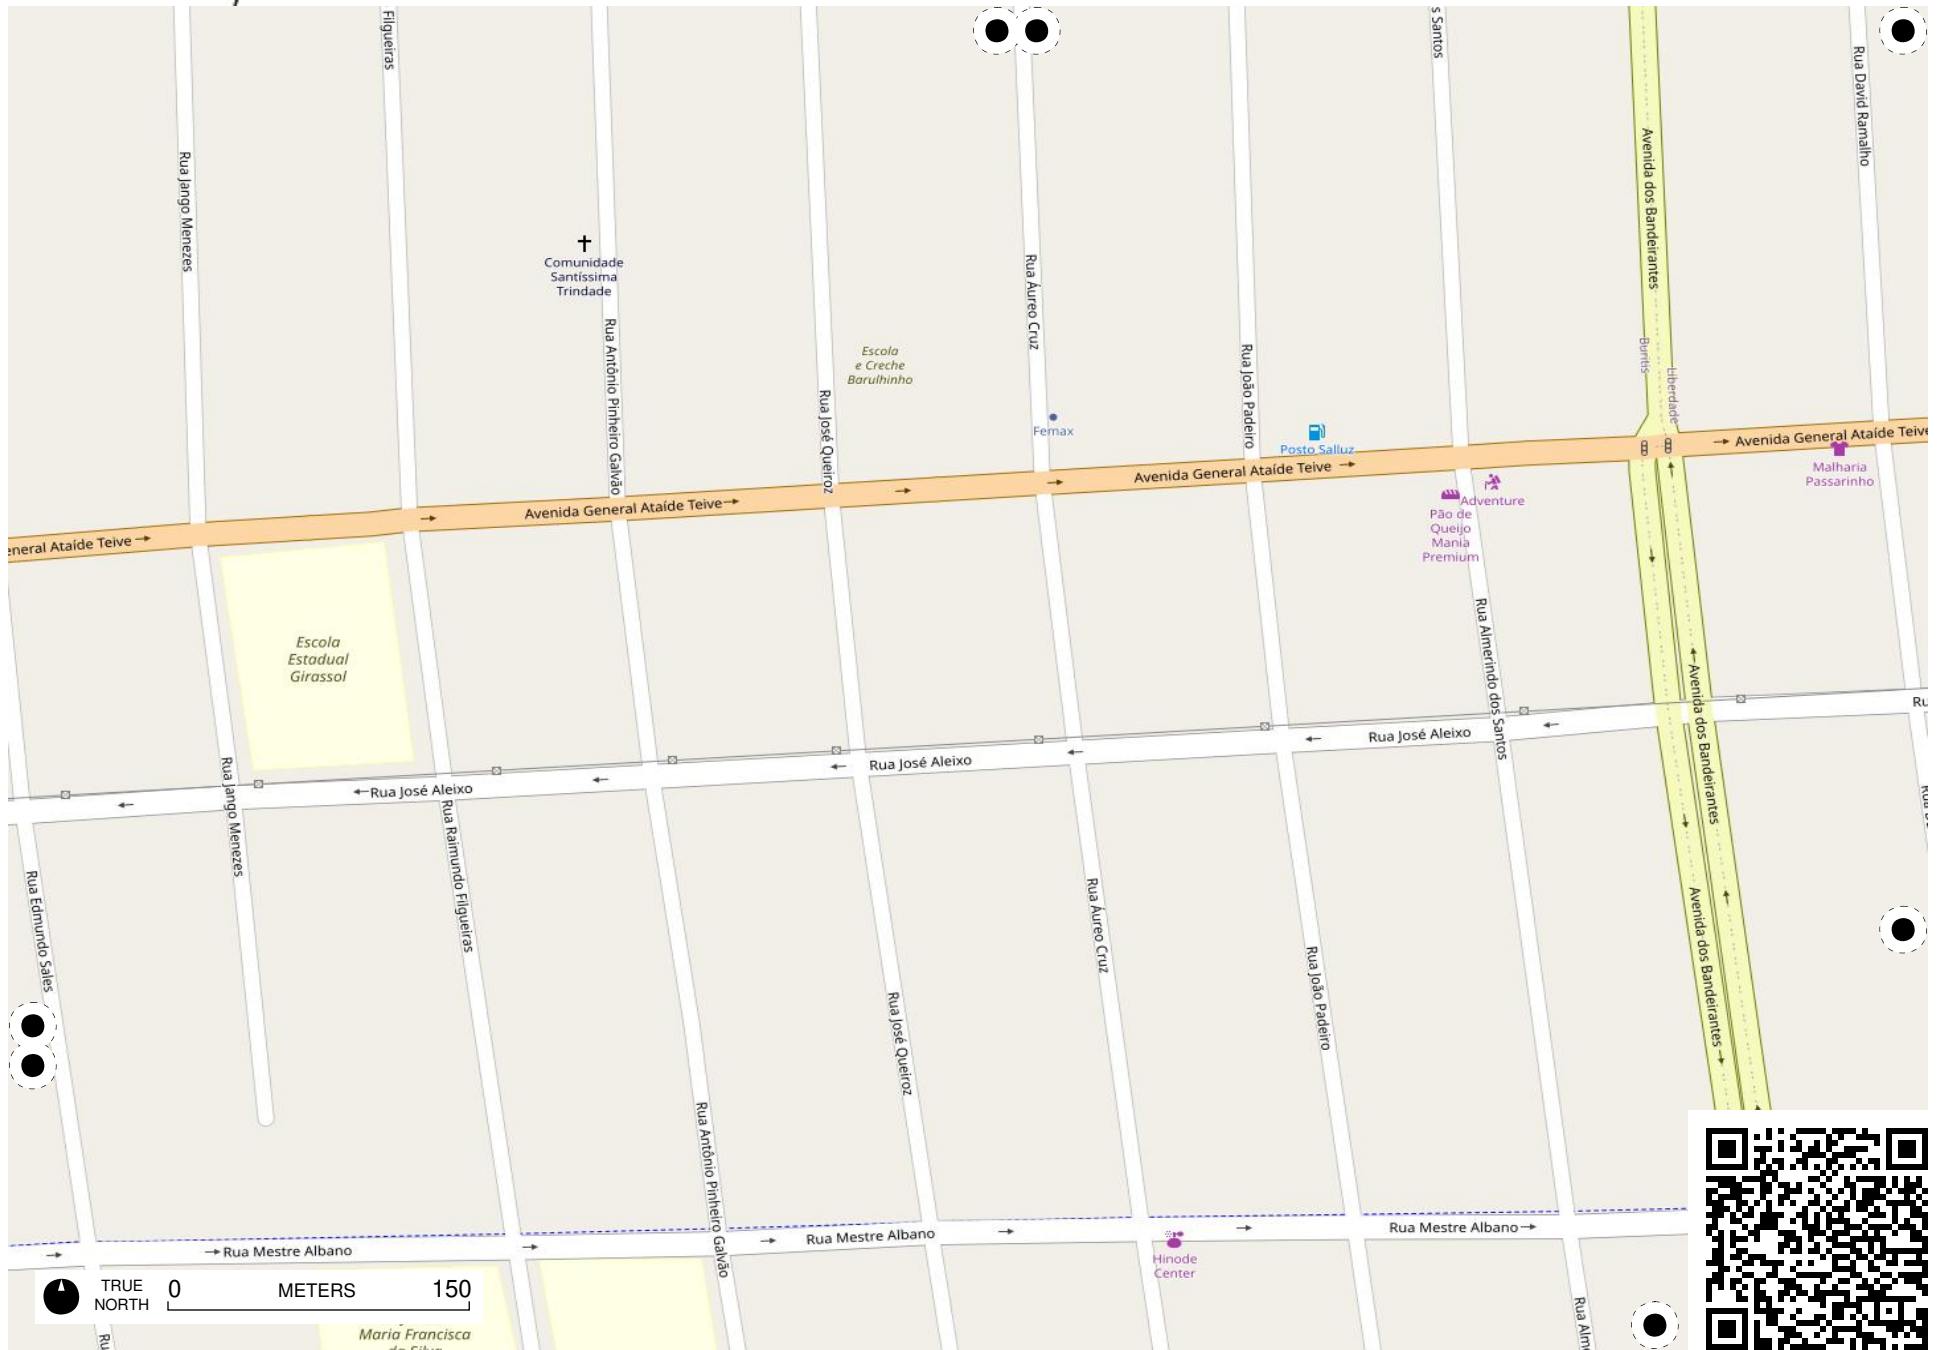 Filgueiras
s Santos
Rua David Ramalho
Avenida dos Bandeirantes
Rua Jango Menezes
Comunidade
Santíssima
Trindade
Rua Áureo Cruz
Rua Antônio Pinheiro Galvão
Escola
e Creche
Barulhinho
Rua José Queiroz
Rua João Padeiro
Buritis
Liberdade
Femax
Posto Salluz
Avenida General Ataíde Teive
Malharia
Passarinho
Avenida General Ataíde Teive
Adventure
Pão de
Queijo
Mania
Premium
Avenida General Ataíde Teive
eneral Ataíde Teive
Escola
Estadual
Girassol
Rua Almerindo dos Santos
Avenida dos Bandeirantes
Ru
Rua José Aleixo
Rua José Aleixo
Rua José Aleixo
Rua Jango Menezes
Rua Raimundo Filgueiras
Rua Edmundo Sales
Rua Áureo Cruz
Rua João Padeiro
Rua José Queiroz
Avenida dos Bandeirantes
Rua Antônio Pinheiro Galvão
Rua Mestre Albano
Rua Mestre Albano
Rua Mestre Albano
Hinode
Center
TRUE
NORTH
0 METERS 150
Rua Alm
Ru
Maria Francisca